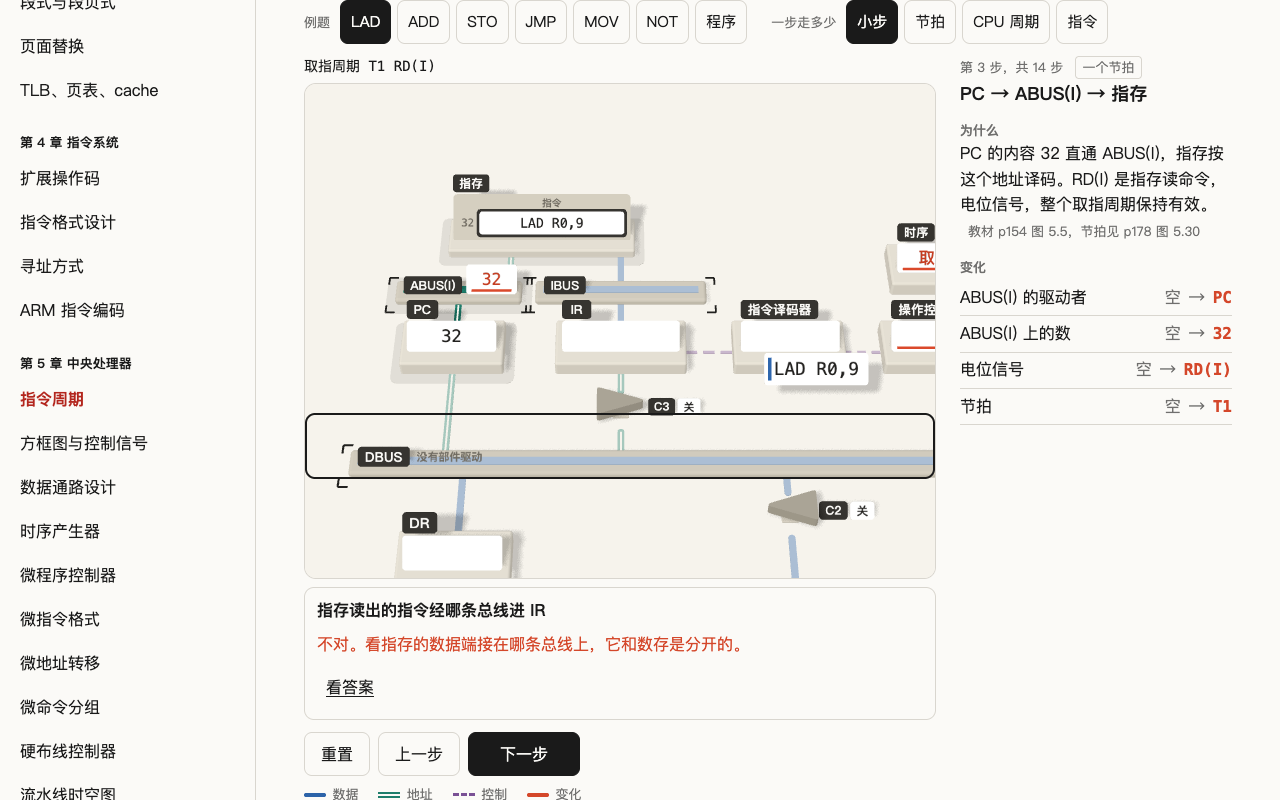 段式与段页式
页面替换
TLB、页表、cache
第 4 章 指令系统
扩展操作码
指令格式设计
寻址方式
ARM 指令编码
第 5 章 中央处理器
指令周期
方框图与控制信号
数据通路设计
时序产生器
微程序控制器
微指令格式
微地址转移
微命令分组
硬布线控制器
流水线时空图
例题 LAD ADD STO JMP MOV NOT 程序 一步走多少 小步 节拍 CPU 周期 指令
取指周期 T1 RD(I)
指存
指令
32 LAD R0,9
时序
取
ABUS(I) 32 IBUS
PC IR 指令译码器 操作控
32
LAD R0,9
C3 关
DBUS 没有部件驱动
C2 关
DR
指存读出的指令经哪条总线进 IR
不对。看指存的数据端接在哪条总线上，它和数存是分开的。
看答案
重置 上一步 下一步
数据 地址 控制 变化
第 3 步，共 14 步 一个节拍
PC → ABUS(I) → 指存
为什么
PC 的内容 32 直通 ABUS(I)，指存按
这个地址译码。RD(I) 是指存读命令，
电位信号，整个取指周期保持有效。
教材 p154 图 5.5，节拍见 p178 图 5.30
变化
ABUS(I) 的驱动者 空 → PC
ABUS(I) 上的数 空 → 32
电位信号 空 → RD(I)
节拍 空 → T1